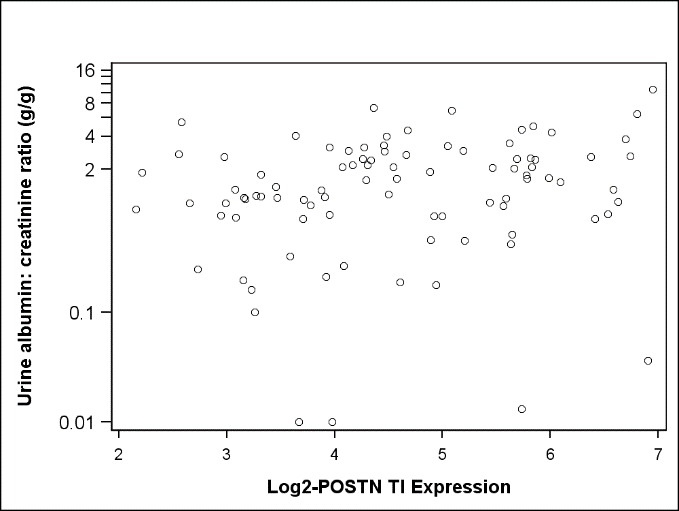 Urine albumin: creatinine ratio (g/g)
16
8
4
2
0.1
0.01
2 3 4 5 6 7
Log2-POSTN TI Expression